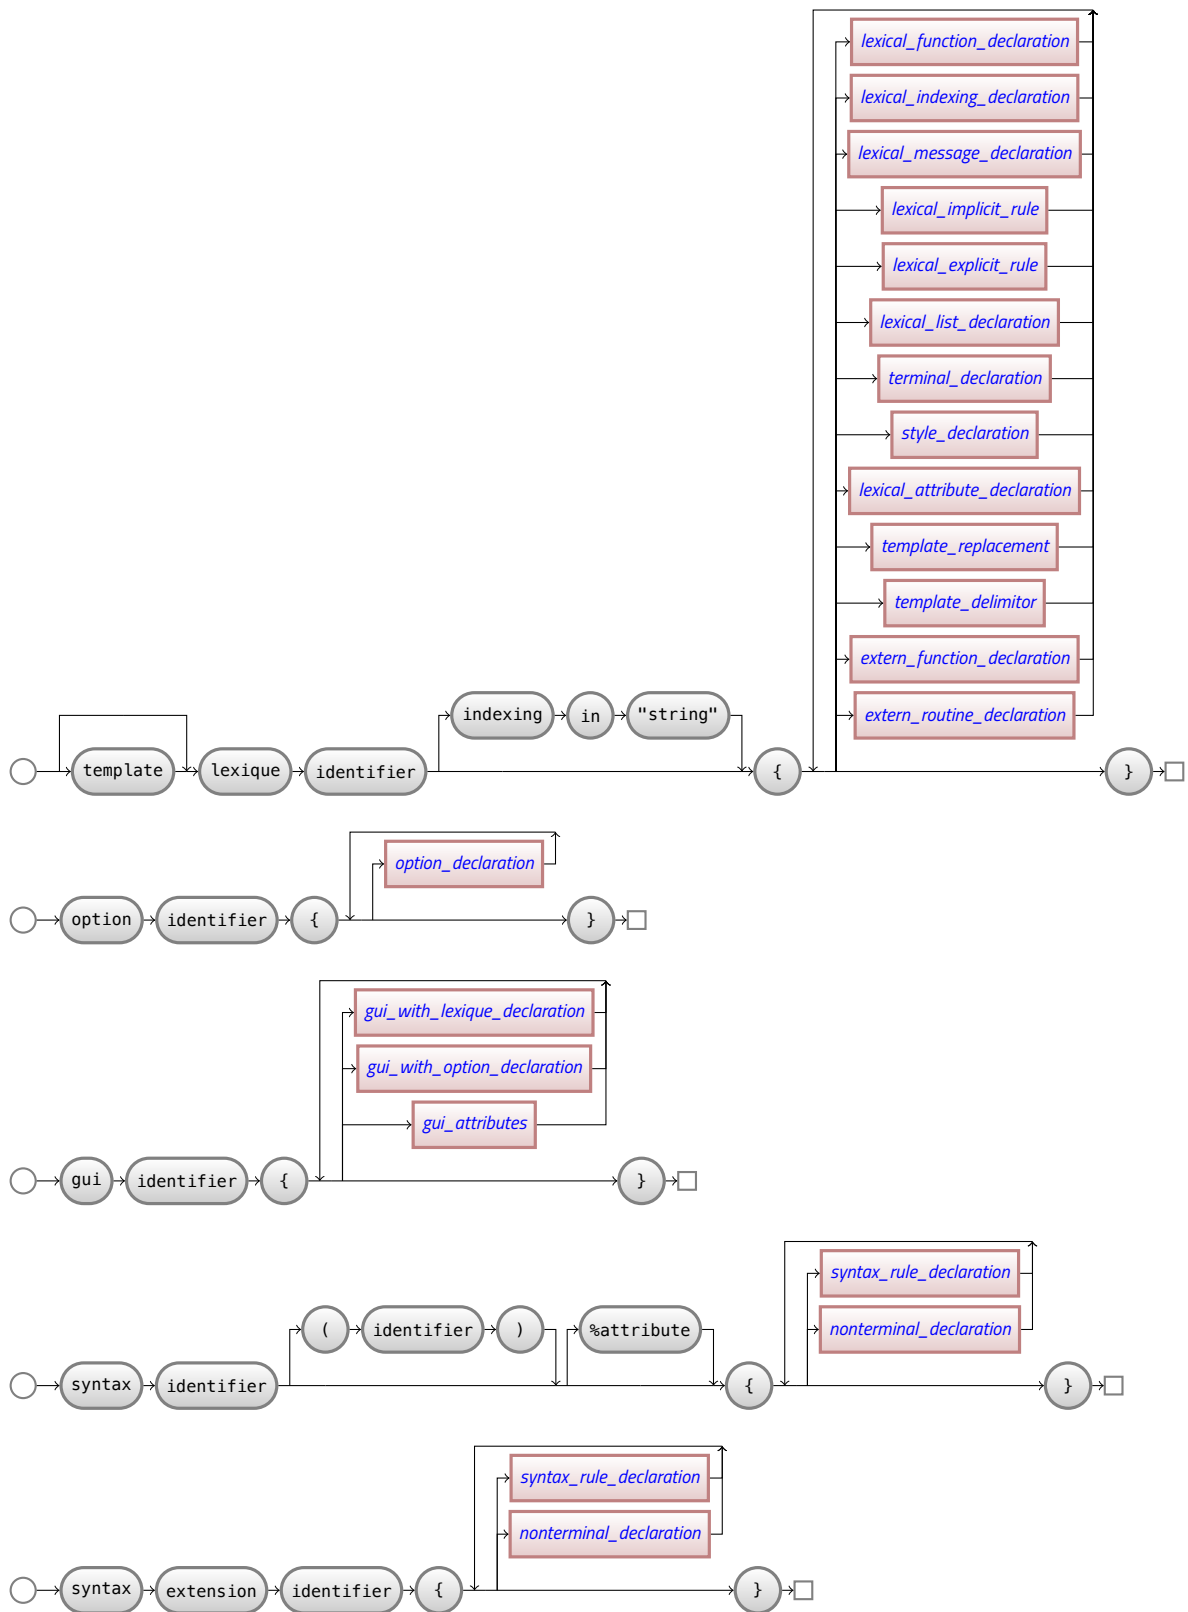 lexical_function_declaration
lexical_indexing_declaration
lexical_message_declaration
lexical_implicit_rule
lexical_explicit_rule
lexical_list_declaration
terminal_declaration
style_declaration
lexical_attribute_declaration
template_replacement
template_delimitor
extern_function_declaration
indexing in "string" extern_routine_declaration
template lexique identifier { }
option_declaration
option identifier { }
gui_with_lexique_declaration
gui_with_option_declaration
gui_attributes
gui identifier { }
syntax_rule_declaration
( identifier ) %attribute nonterminal_declaration
syntax identifier { }
syntax_rule_declaration
nonterminal_declaration
syntax extension identifier { }